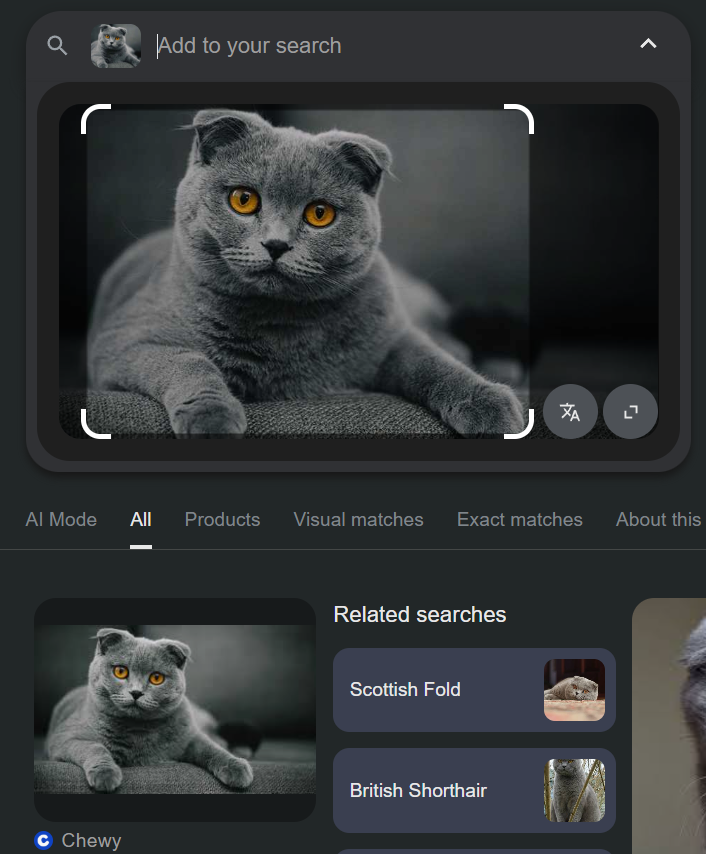 Add to your search
AI Mode All Products Visual matches Exact matches About this
Related searches
Scottish Fold
British Shorthair
C Chewy